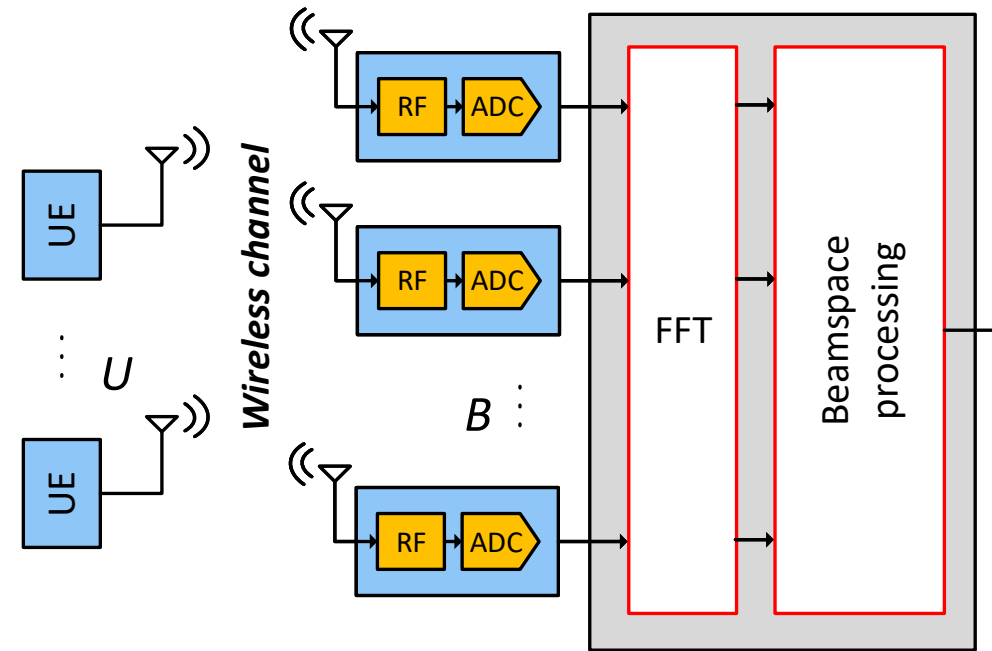 UE
U
UE
Wireless channel
RF
ADC
RF
ADC
B
RF
ADC
FFT
Beamspace
processing